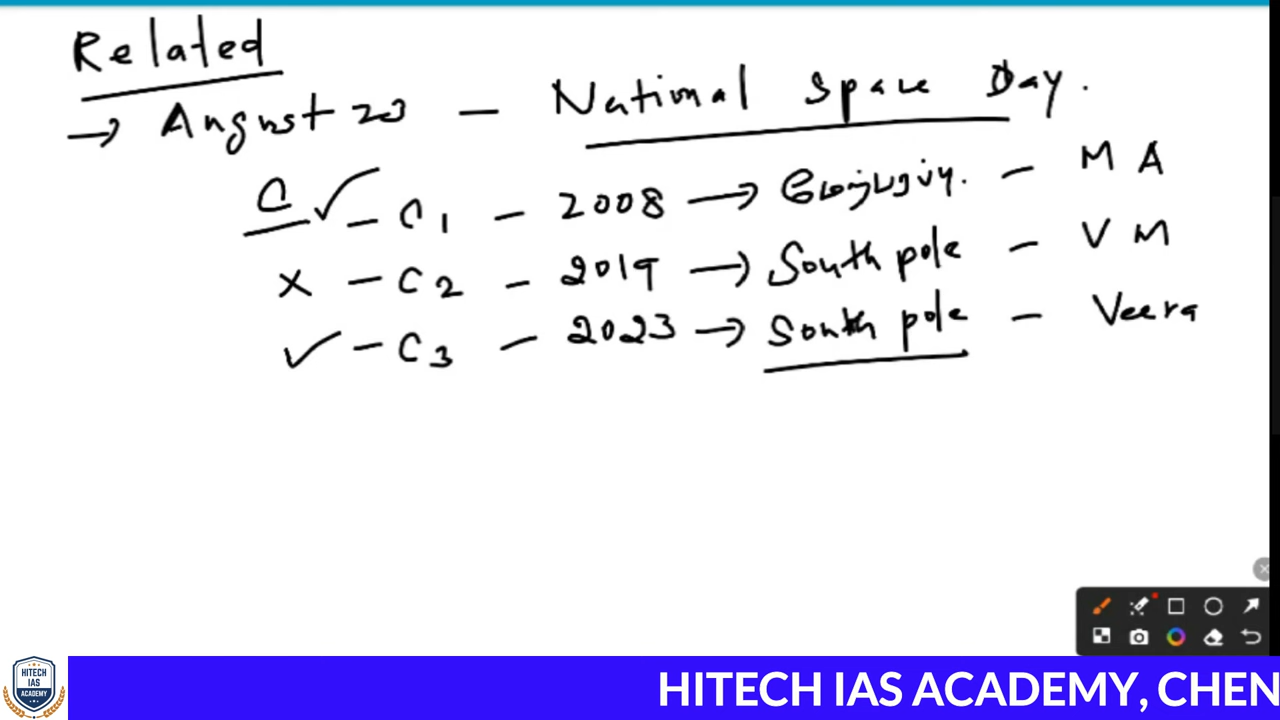 Related
→ August 23 - National Space Day.
C ✓ - C1 - 2008 → - M A
x - C2 - 2019 → South pole - V M
✓ - C3 - 2023 → South pole - Veera
HITECH IAS ACADEMY
HITECH IAS ACADEMY, CHEN